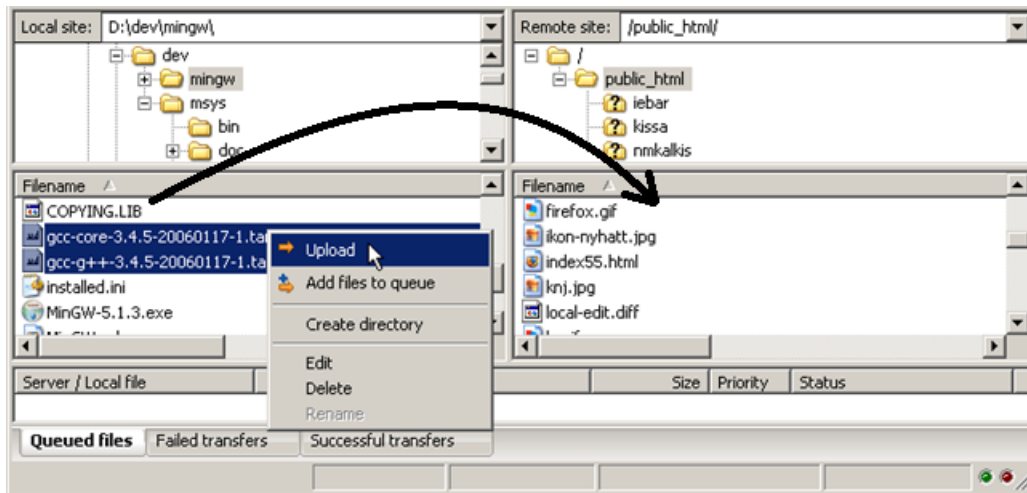 Local site: D:\dev\mingw\
dev
mingw
msys
bin
doc
Filename
COPYING.LIB
gcc-core-3.4.5-20060117-1.ta
gcc-g++-3.4.5-20060117-1.ta
installed.ini
MinGW-5.1.3.exe
Upload
Add files to queue
Create directory
Edit
Delete
Rename
Remote site: /public_html/
/
public_html
iebar
kissa
nmkalkis
Filename
firefox.gif
ikon-nyhatt.jpg
index55.html
knj.jpg
local-edit.diff
Server / Local file Size Priority Status
Queued files Failed transfers Successful transfers